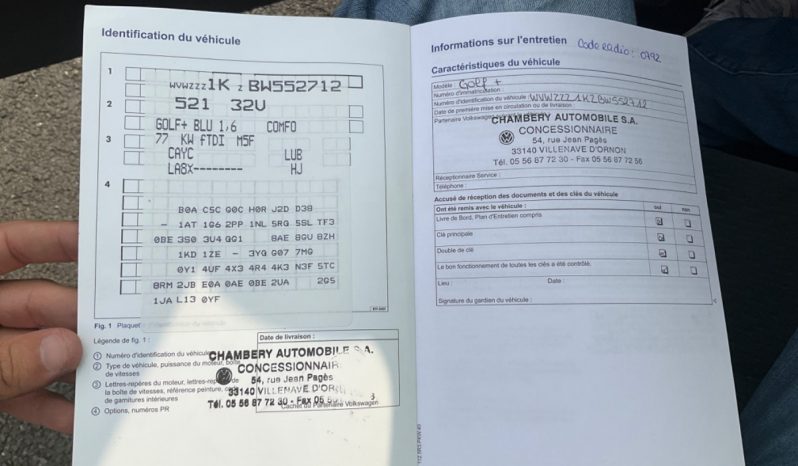 Identification du véhicule
1
WVWZZZ1K Z BW552712
2
521 32U
GOLF+ BLU 1,6 COMFO
3
77 KW fTDI M5F
CAYC LUB
LA8X-------- HJ
4
B0A C5C G0C H0R J2D D38
- 1AT 1G6 2PP 1NL 5RG 5SL TF3
0BE 3S0 3U4 QG1 8AE 8GU 8ZH
1KD 1ZE - 3YG G07 7MG
0Y1 4UF 4X3 4R4 4K3 N3F 5TC
8RM 2JB E0A 0AE 0BE 2UA 2G5
1JA L13 0YF
Fig. 1 Plaque d'identification du véhicule
Légende de fig. 1 :
① Numéro d'identification du véhicule
② Type de véhicule, puissance du moteur, boîte
de vitesses
③ Lettres-repères du moteur, lettres-repères de
la boîte de vitesses, référence peinture,
de garnitures intérieures
④ Options, numéros PR
Date de livraison :
CHAMBERY AUTOMOBILE S.A.
CONCESSIONNAIR
54, rue Jean Pagès
33140 VILLENAVE D'ORN
Tél. 05 56 87 72 30 - Fax 05
Cachet du Partenaire Volkswagen
Informations sur l'entretien
Code radio : 0792
Caractéristiques du véhicule
Modèle : Golf +
Numéro d'immatriculation :
Numéro d'identification du véhicule : WVWZZZ1KZBW552712
Date de première mise en circulation ou de livraison :
Partenaire Volkswagen
CHAMBERY AUTOMOBILE S.A.
CONCESSIONNAIRE
54, rue Jean Pagès
33140 VILLENAVE D'ORNON
Tél. 05 56 87 72 30 - Fax 05 56 87 72 56
Réceptionnaire Service :
Téléphone :
Accusé de réception des documents et des clés du véhicule
Ont été remis avec le véhicule : oui non
Livre de Bord, Plan d'Entretien compris
Clé principale
Double de clé
Le bon fonctionnement de toutes les clés a été contrôlé.
Lieu : Date :
Signature du gardien du véhicule :